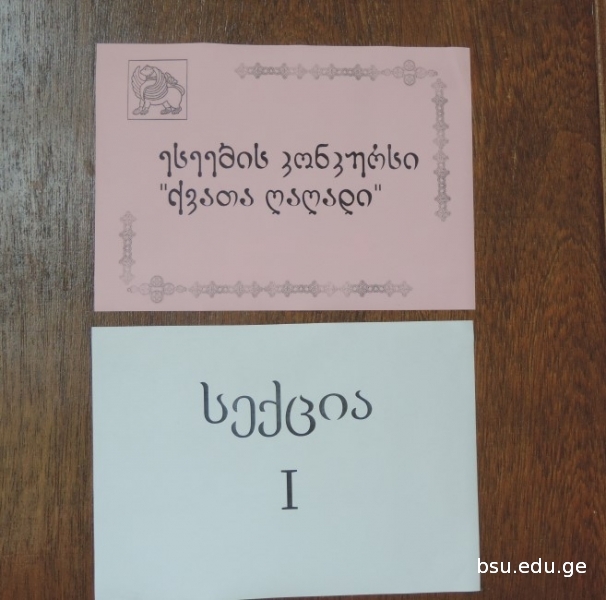 ესეების კონკურსი
"ქვათა ღაღადი"
სექცია
I
bsu.edu.ge